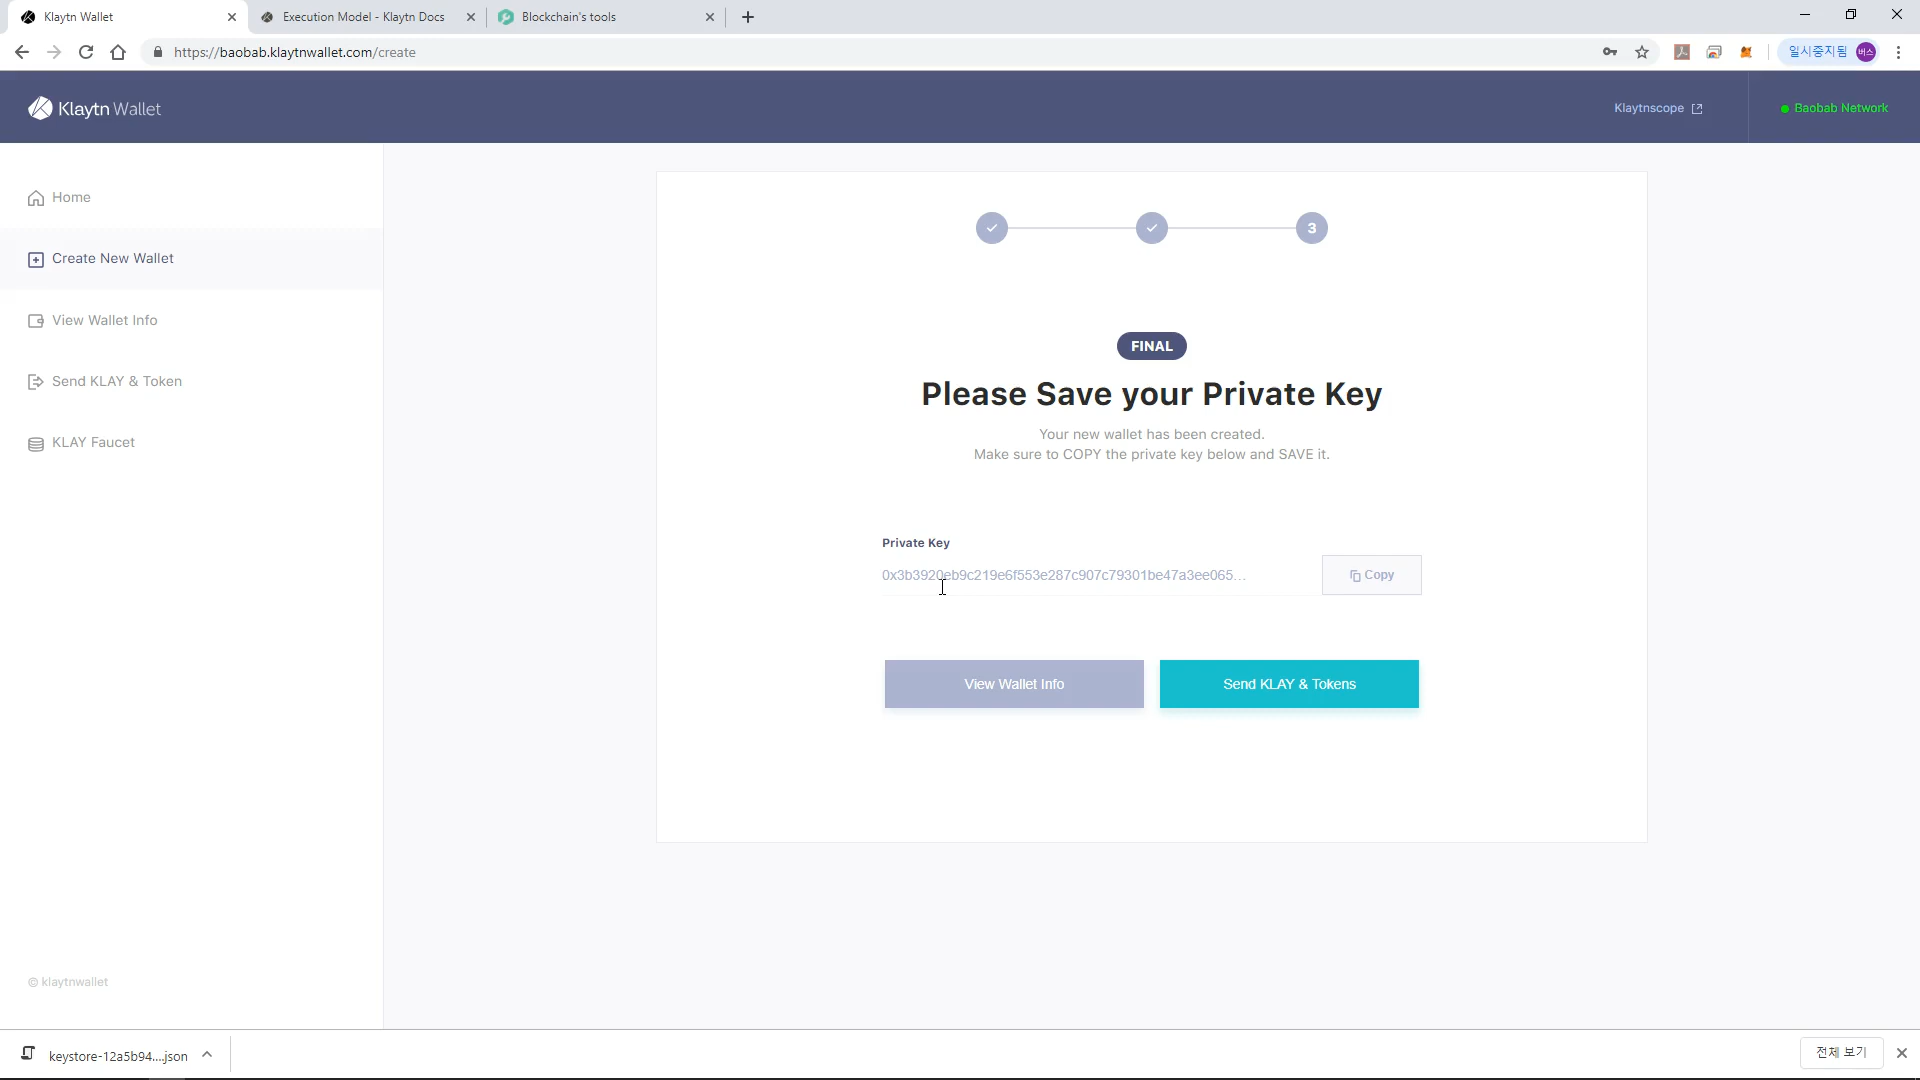 Klaytn Wallet
Execution Model - Klaytn Docs
Blockchain's tools
https://baobab.klaytnwallet.com/create
일시중지됨
버스
Klaytn Wallet
Klaytnscope
Baobab Network
Home
Create New Wallet
View Wallet Info
Send KLAY & Token
KLAY Faucet
3
FINAL
Please Save your Private Key
Your new wallet has been created.
Make sure to COPY the private key below and SAVE it.
Private Key
0x3b3920eb9c219e6f553e287c907c79301be47a3ee065...
Copy
View Wallet Info
Send KLAY & Tokens
© klaytnwallet
keystore-12a5b94....json
전체 보기